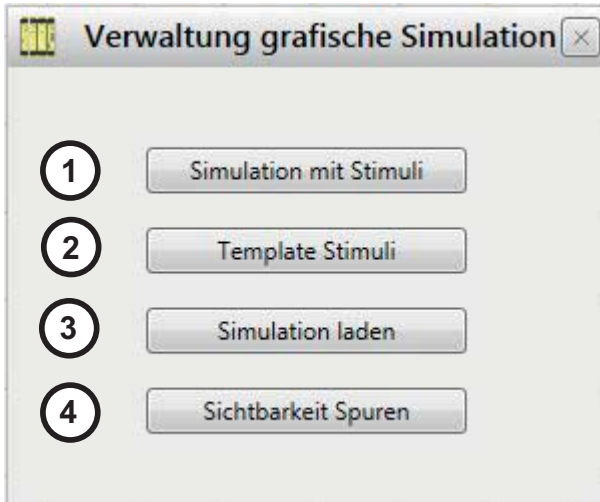 Verwaltung grafische Simulation
1 Simulation mit Stimuli
2 Template Stimuli
3 Simulation laden
4 Sichtbarkeit Spuren